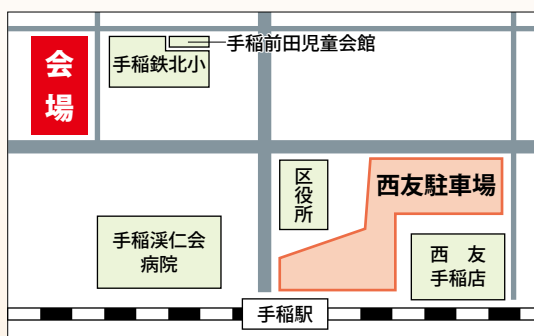 会
場
手稲前田児童会館
手稲鉄北小
区
役
所
西友駐車場
手稲渓仁会
病院
西　友
手稲店
手稲駅